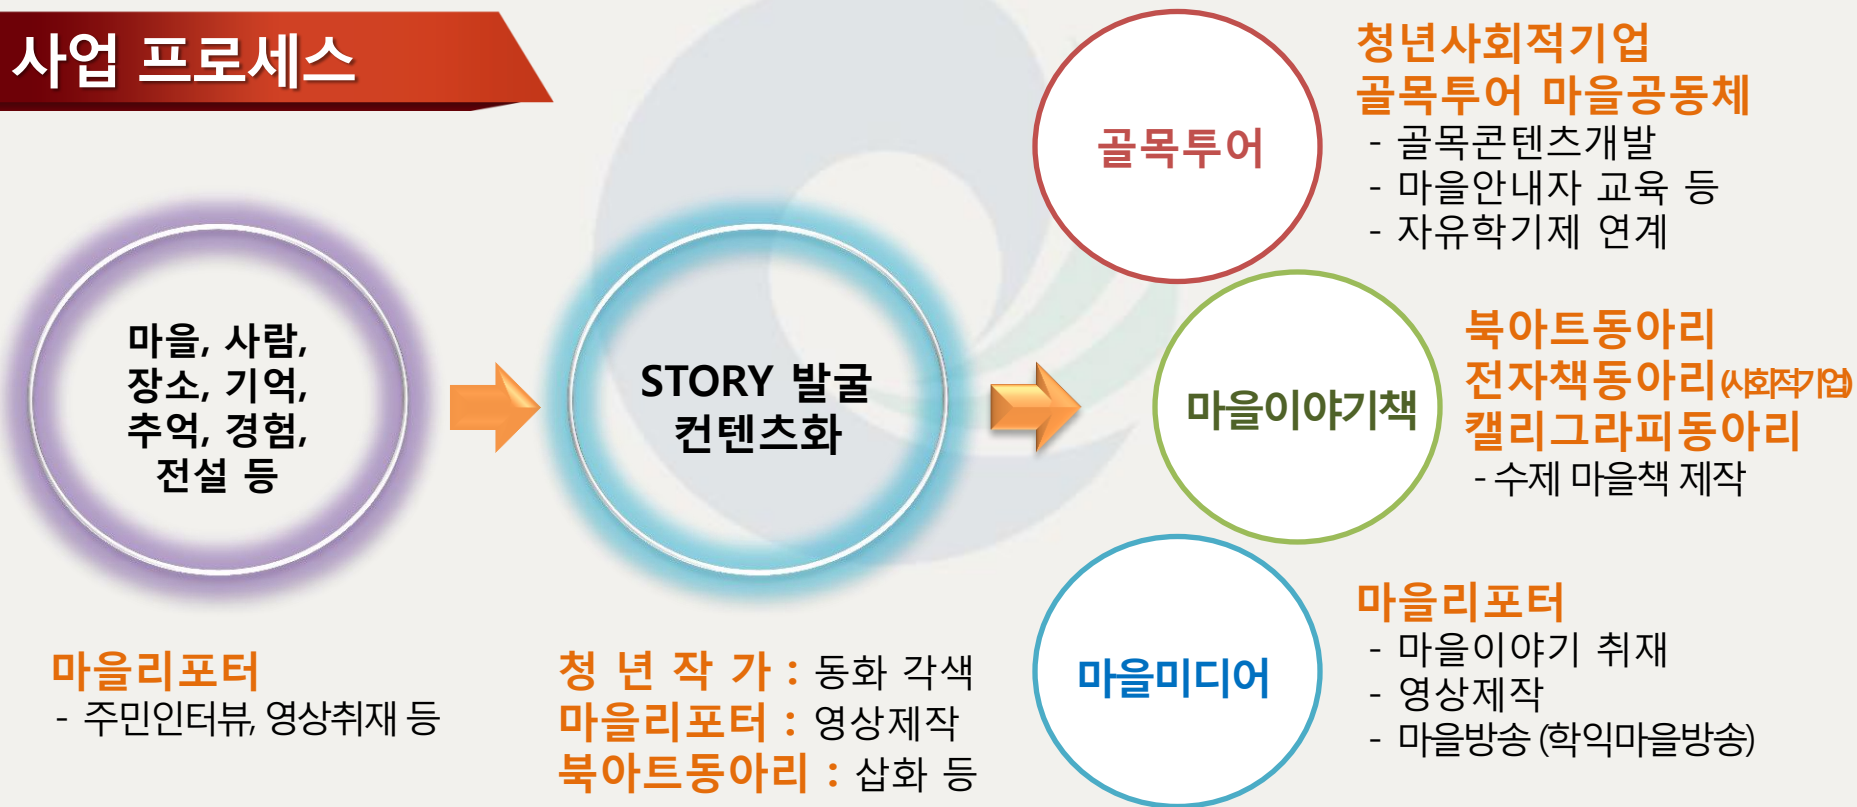 사업 프로세스
마을, 사람,
장소, 기억,
추억, 경험,
전설 등
마을리포터
- 주민인터뷰, 영상취재 등
STORY 발굴
컨텐츠화
청 년 작 가 : 동화 각색
마을리포터 : 영상제작
북아트동아리 : 삽화 등
골목투어
청년사회적기업
골목투어 마을공동체
- 골목콘텐츠개발
- 마을안내자 교육 등
- 자유학기제 연계
마을이야기책
북아트동아리
전자책동아리(사회적기업)
캘리그라피동아리
- 수제 마을책 제작
마을미디어
마을리포터
- 마을이야기 취재
- 영상제작
- 마을방송 (학익마을방송)